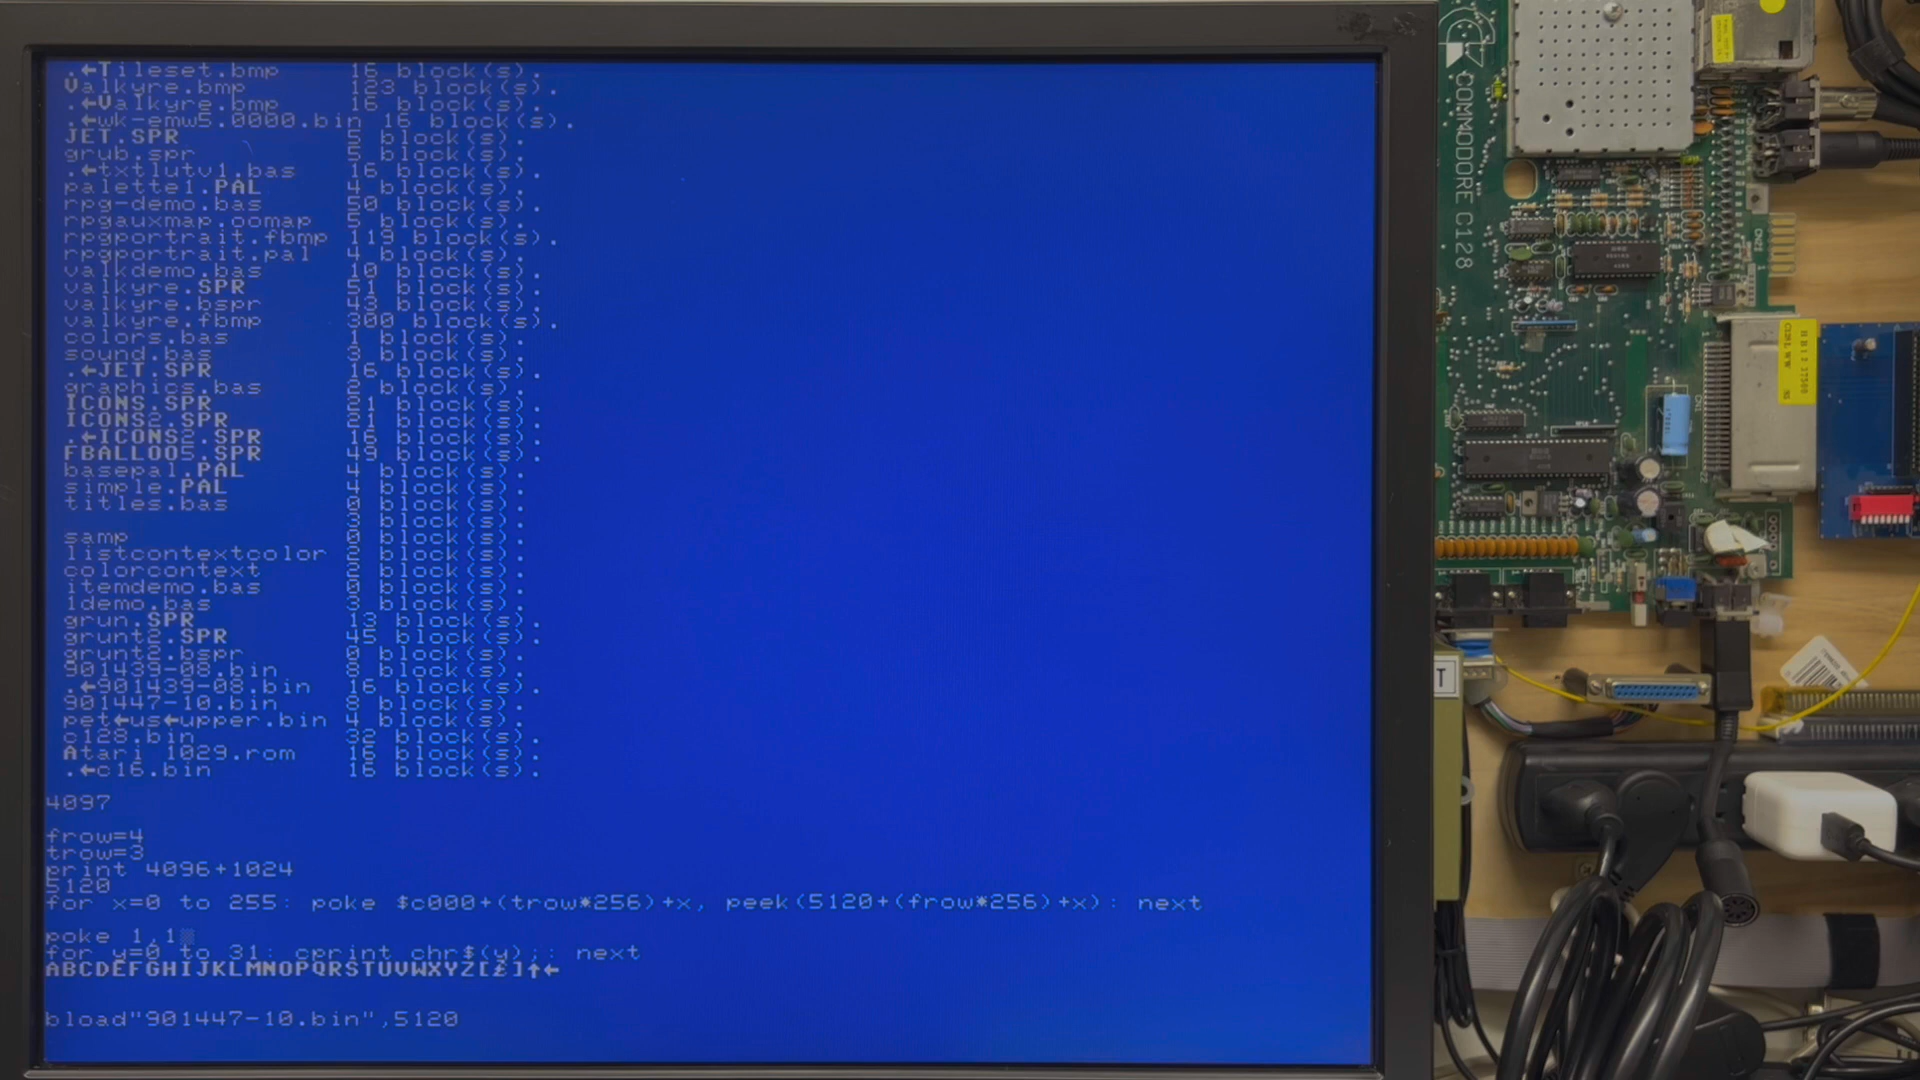 .←Tileset.bmp 16 block(s).
Valkyre.bmp 123 block(s).
.←Valkyre.bmp 16 block(s).
.←wk-emw5.0000.bin 16 block(s).
JET.SPR 5 block(s).
grub.spr 5 block(s).
.←txtlutv1.bas 16 block(s).
palette1.PAL 4 block(s).
rpg-demo.bas 50 block(s).
rpgauxmap.oomap 5 block(s).
rpgportrait.fbmp 119 block(s).
rpgportrait.pal 4 block(s).
valkdemo.bas 10 block(s).
valkyre.SPR 51 block(s).
valkyre.bspr 43 block(s).
valkyre.fbmp 300 block(s).
colors.bas 1 block(s).
sound.bas 3 block(s).
.←JET.SPR 16 block(s).
graphics.bas 2 block(s).
ICONS.SPR 21 block(s).
ICONS2.SPR 21 block(s).
.←ICONS2.SPR 16 block(s).
FBALLOO5.SPR 49 block(s).
basepal.PAL 4 block(s).
simple.PAL 4 block(s).
titles.bas 0 block(s).
3 block(s).
samp 0 block(s).
listcontextcolor 2 block(s).
colorcontext 2 block(s).
itemdemo.bas 0 block(s).
ldemo.bas 3 block(s).
grun.SPR 13 block(s).
grunt2.SPR 45 block(s).
grunt2.bspr 0 block(s).
901439-08.bin 8 block(s).
.←901439-08.bin 16 block(s).
901447-10.bin 8 block(s).
pet←us←upper.bin 4 block(s).
c128.bin 32 block(s).
Atari 1029.rom 16 block(s).
.←c16.bin 16 block(s).
4097
frow=4
trow=3
print 4096+1024
5120
for x=0 to 255: poke $c000+(trow*256)+x, peek(5120+(frow*256)+x): next
poke 1,1
for y=0 to 31: cprint chr$(y);: next
ABCDEFGHIJKLMNOPQRSTUVWXYZ[£]↑←
bload"901447-10.bin",5120
COMMODORE C128
T